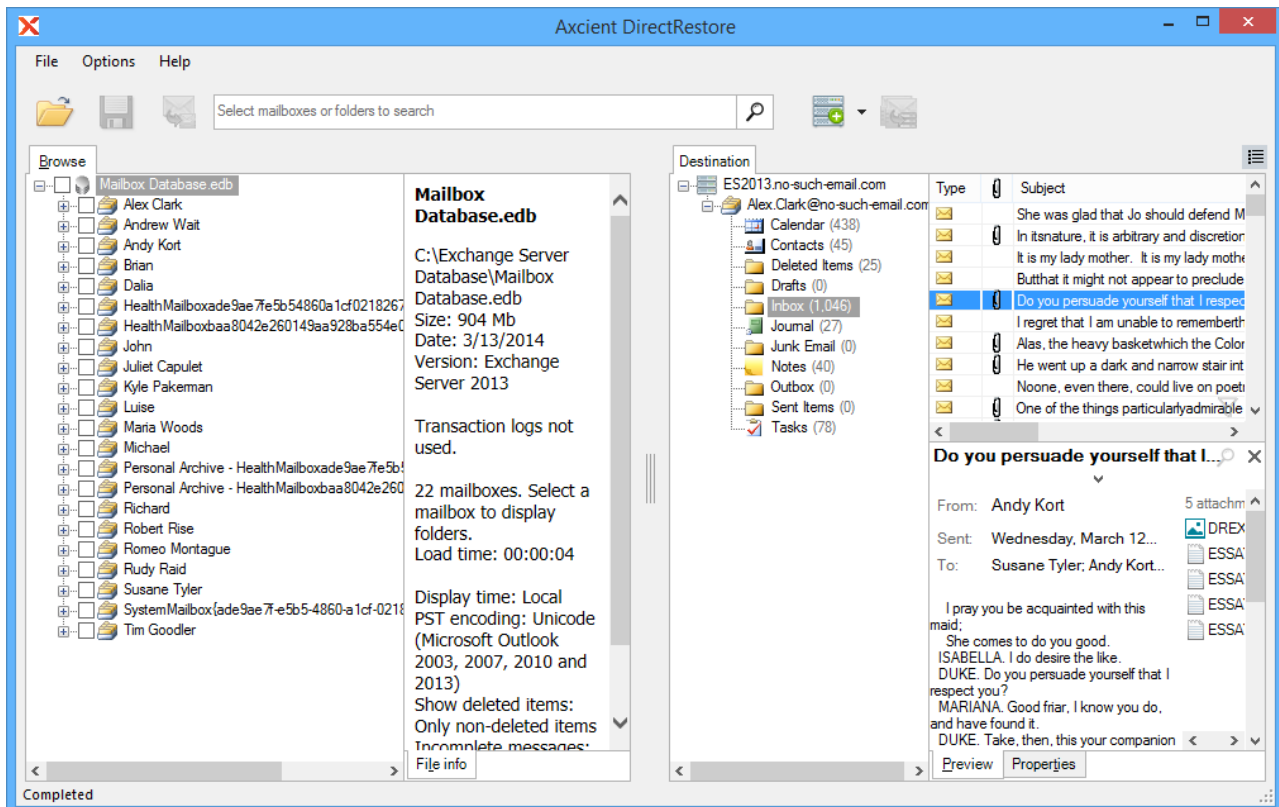 Axcient DirectRestore
File Options Help
Select mailboxes or folders to search
Browse
Mailbox Database.edb
Alex Clark
Andrew Wait
Andy Kort
Brian
Dalia
HealthMailboxade9ae7fe5b54860a1cf0218267
HealthMailboxbaa8042e260149aa928ba554e0
John
Juliet Capulet
Kyle Pakerman
Luise
Maria Woods
Michael
Personal Archive - HealthMailboxade9ae7fe5b5
Personal Archive - HealthMailboxbaa8042e260
Richard
Robert Rise
Romeo Montague
Rudy Raid
Susane Tyler
SystemMailbox{ade9ae7f-e5b5-4860-a1cf-0218
Tim Goodler
Mailbox
Database.edb
C:\Exchange Server
Database\Mailbox
Database.edb
Size: 904 Mb
Date: 3/13/2014
Version: Exchange
Server 2013
Transaction logs not
used.
22 mailboxes. Select a
mailbox to display
folders.
Load time: 00:00:04
Display time: Local
PST encoding: Unicode
(Microsoft Outlook
2003, 2007, 2010 and
2013)
Show deleted items:
Only non-deleted items
Incomplete messages:
File info
Destination
ES2013.no-such-email.com
Alex.Clark@no-such-email.com
Calendar (438)
Contacts (45)
Deleted Items (25)
Drafts (0)
Inbox (1,046)
Journal (27)
Junk Email (0)
Notes (40)
Outbox (0)
Sent Items (0)
Tasks (78)
Type Subject
She was glad that Jo should defend M
In itsnature, it is arbitrary and discretion
It is my lady mother. It is my lady mothe
Butthat it might not appear to preclude
Do you persuade yourself that I respec
I regret that I am unable to rememberth
Alas, the heavy basketwhich the Color
He went up a dark and narrow stair int
Noone, even there, could live on poetr
One of the things particularlyadmirable
Do you persuade yourself that I...
From: Andy Kort
Sent: Wednesday, March 12...
To: Susane Tyler; Andy Kort...
5 attachm
DREX
ESSA
ESSA
ESSA
ESSA
I pray you be acquainted with this
maid;
She comes to do you good.
ISABELLA. I do desire the like.
DUKE. Do you persuade yourself that I
respect you?
MARIANA. Good friar, I know you do,
and have found it.
DUKE. Take, then, this your companion
Preview Properties
Completed